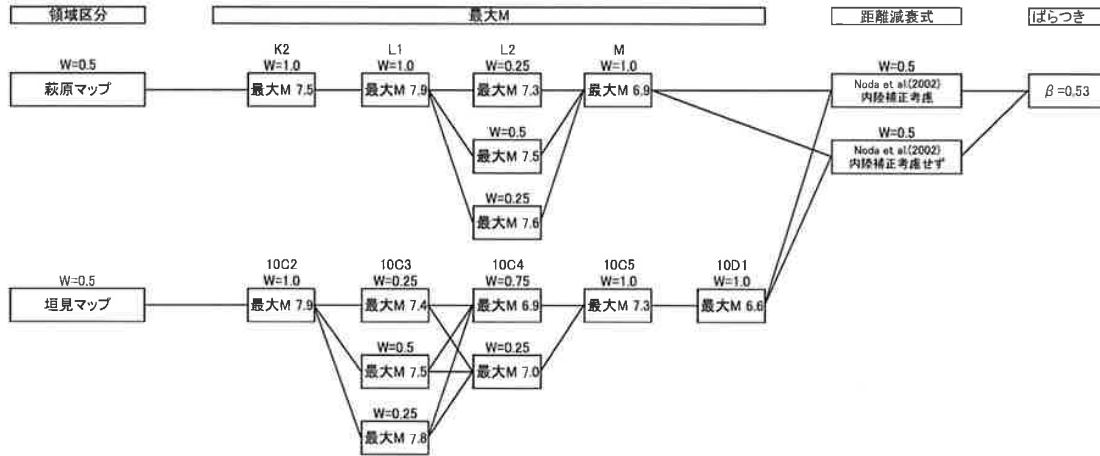 領域区分
最大M
距離減衰式
ばらつき
K2
L1
L2
M
W=0.5
W=1.0
W=1.0
W=0.25
W=1.0
W=0.5
萩原マップ
最大M 7.5
最大M 7.9
最大M 7.3
最大M 6.9
Noda et al.(2002)
内陸補正考慮
β=0.53
W=0.5
最大M 7.5
W=0.5
Noda et al.(2002)
内陸補正考慮せず
W=0.25
最大M 7.6
10C2
10C3
10C4
10C5
10D1
W=0.5
W=1.0
W=0.25
W=0.75
W=1.0
W=1.0
垣見マップ
最大M 7.9
最大M 7.4
最大M 6.9
最大M 7.3
最大M 6.6
W=0.5
W=0.25
最大M 7.5
最大M 7.0
W=0.25
最大M 7.8